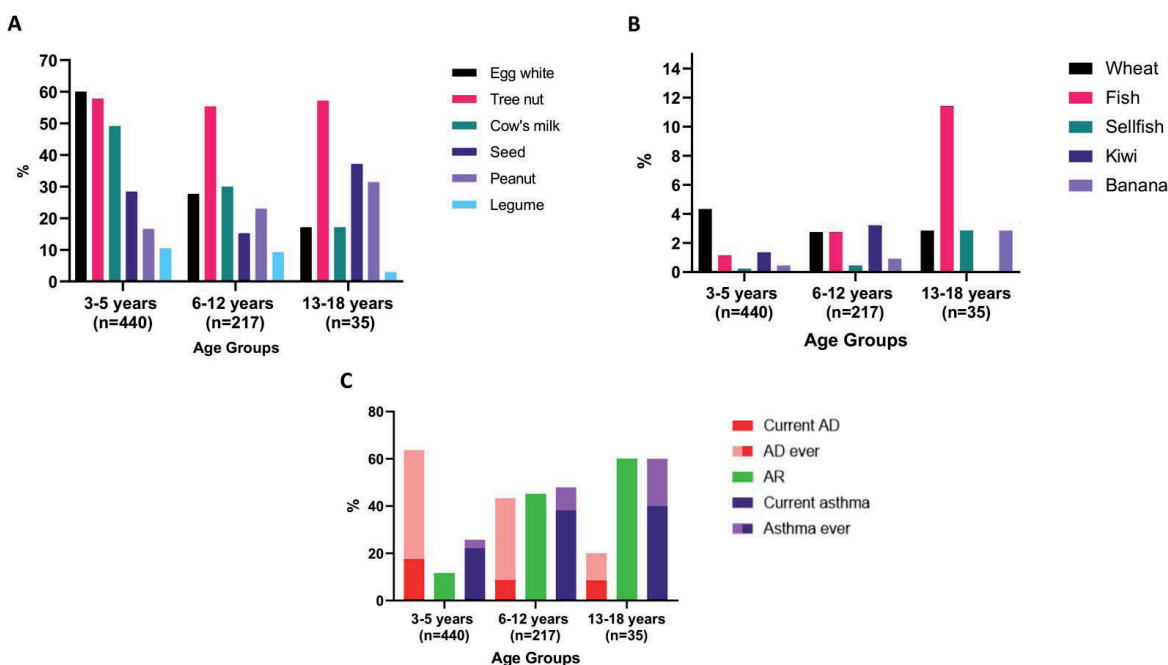 A
70
60
50
40
30
20
10
0
%
3-5 years
(n=440)
6-12 years
(n=217)
13-18 years
(n=35)
Age Groups
Egg white
Tree nut
Cow's milk
Seed
Peanut
Legume
B
14
12
10
8
6
4
2
0
%
3-5 years
(n=440)
6-12 years
(n=217)
13-18 years
(n=35)
Age Groups
Wheat
Fish
Sellfish
Kiwi
Banana
C
80
60
40
20
0
%
3-5 years
(n=440)
6-12 years
(n=217)
13-18 years
(n=35)
Age Groups
Current AD
AD ever
AR
Current asthma
Asthma ever